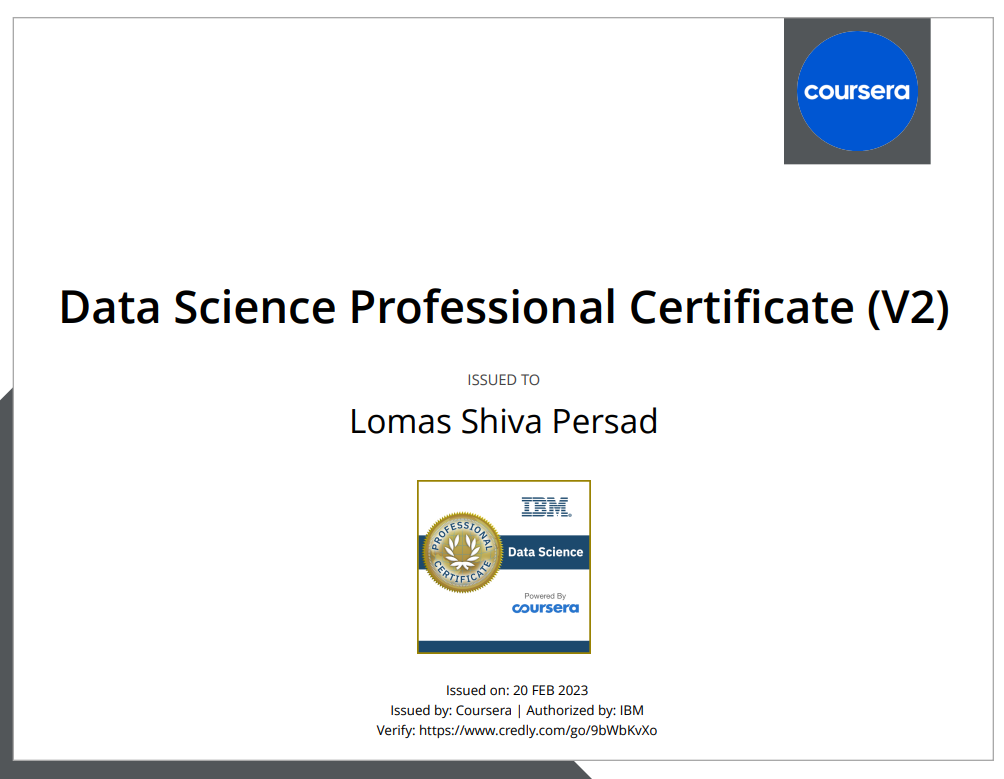 coursera
Data Science Professional Certificate (V2)
ISSUED TO
Lomas Shiva Persad
IBM
PROFESSIONAL
CERTIFICATE
Data Science
Powered By
coursera
Issued on: 20 FEB 2023
Issued by: Coursera | Authorized by: IBM
Verify: https://www.credly.com/go/9bWbKvXo